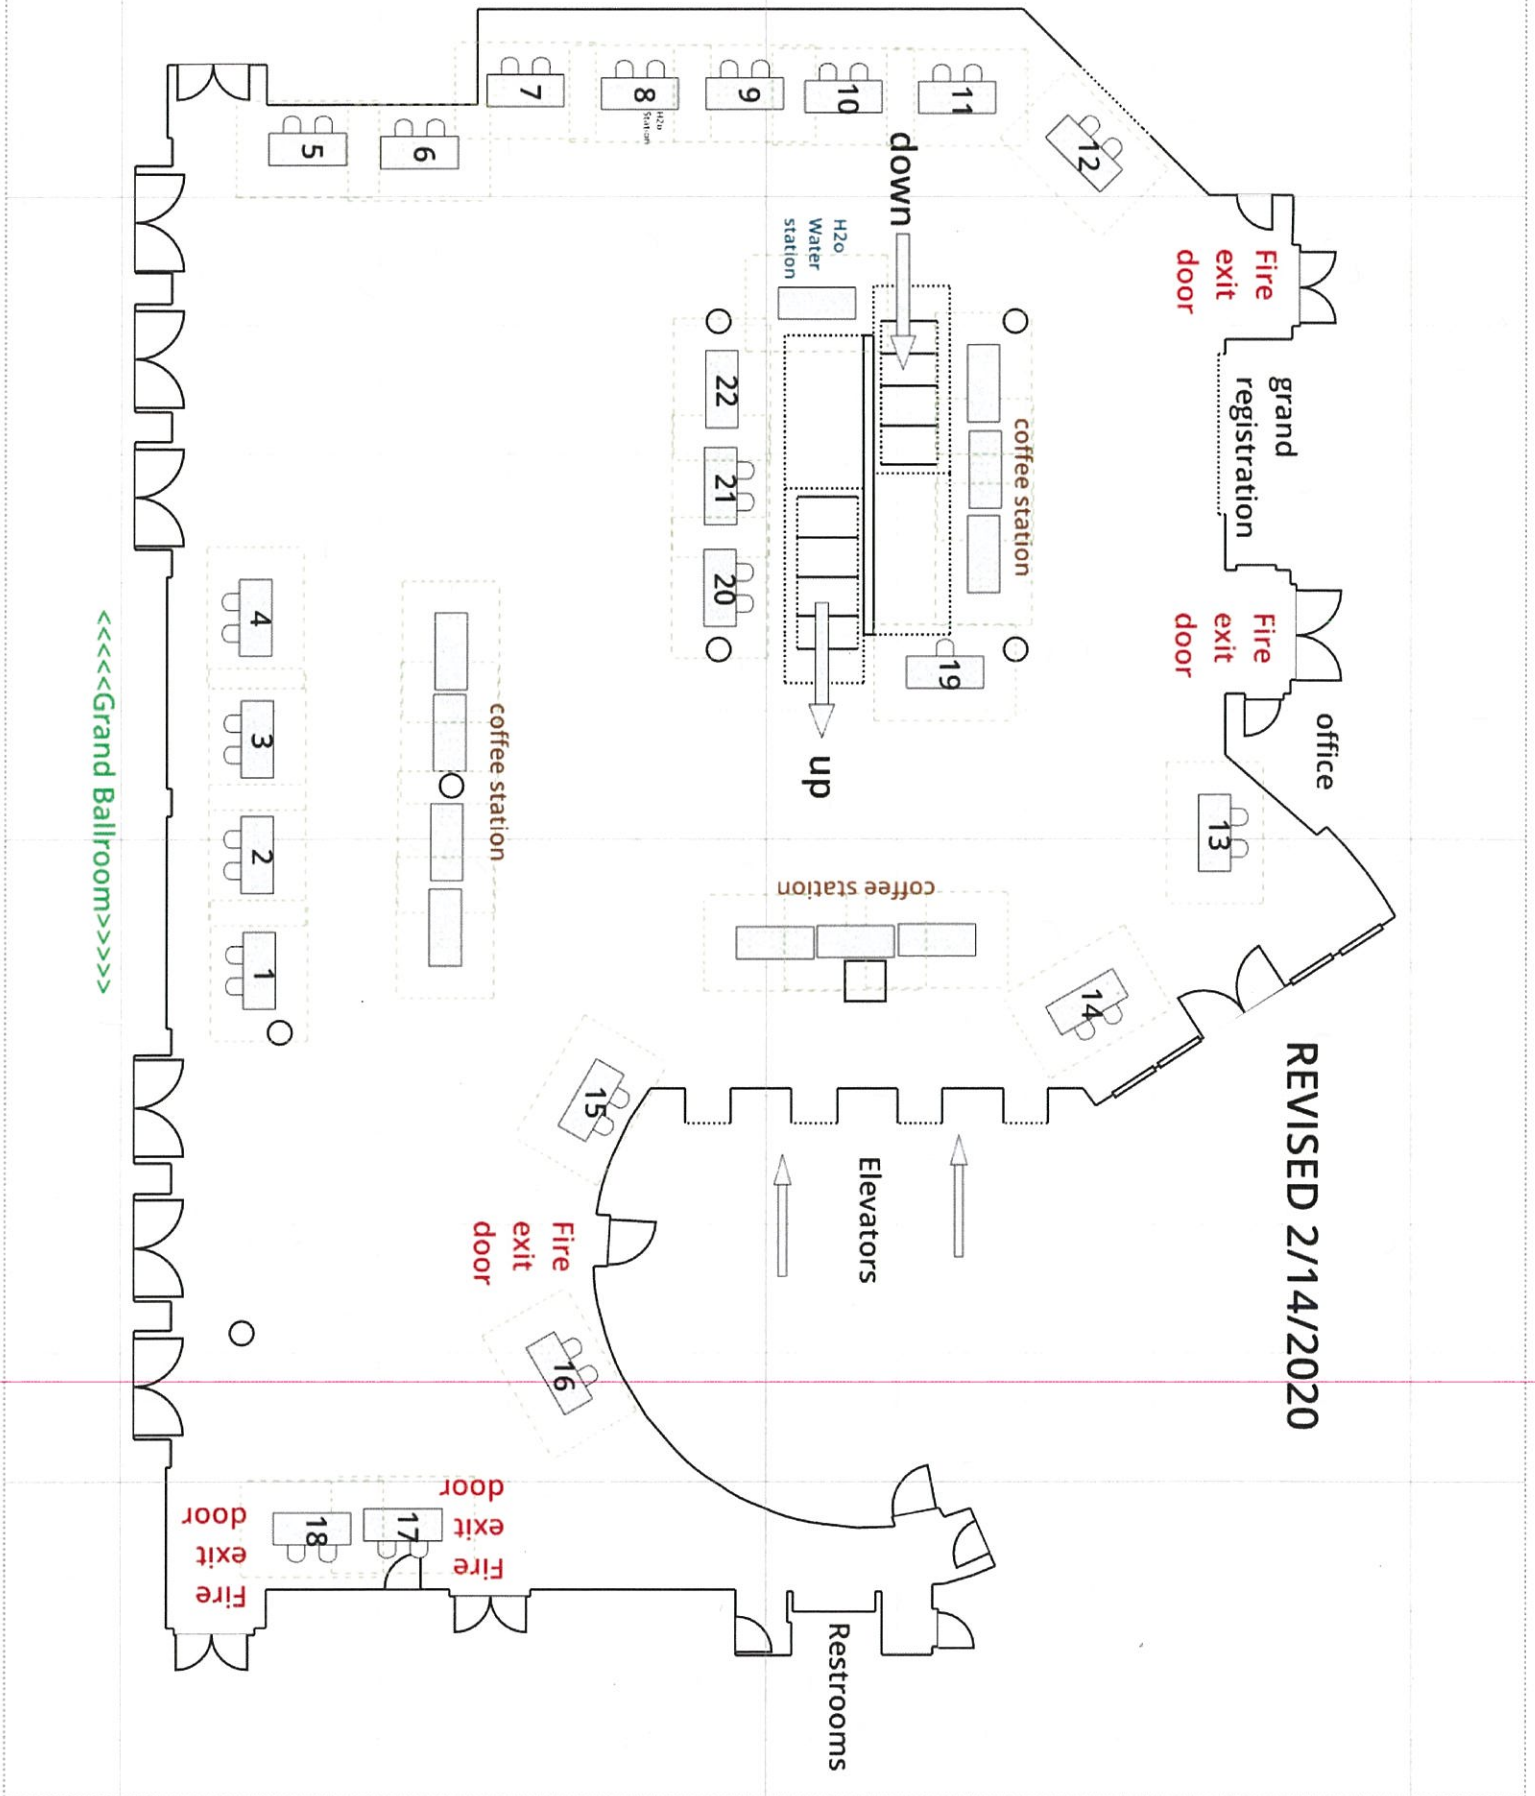 7
8
H2o
Station
9
10
11
12
5
6
down
H2o
Water
station
Fire
exit
door
grand
registration
22
21
20
coffee station
19
up
Fire
exit
door
office
13
4
3
2
1
coffee station
<<<<<Grand Ballroom>>>>>
coffee station
14
15
REVISED 2/14/2020
Elevators
Fire
exit
door
16
17
18
Fire
exit
door
Fire
exit
door
Restrooms